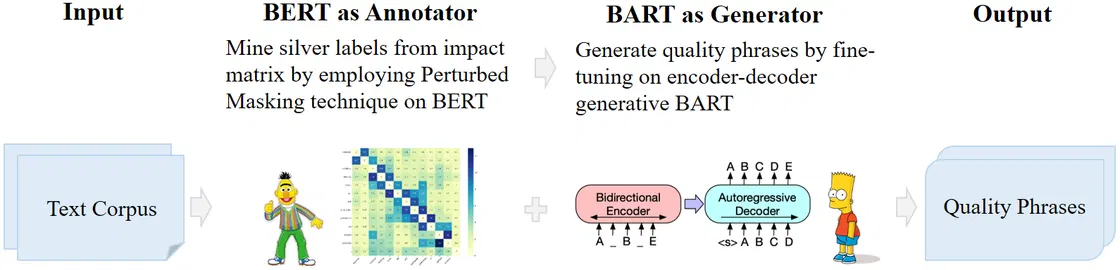 Input
BERT as Annotator
BART as Generator
Output
Mine silver labels from impact
matrix by employing Perturbed
Masking technique on BERT
Generate quality phrases by fine-
tuning on encoder-decoder
generative BART
Text Corpus
Bidirectional
Encoder
A _ B _ E
A B C D E
Autoregressive
Decoder
<s> A B C D
Quality Phrases